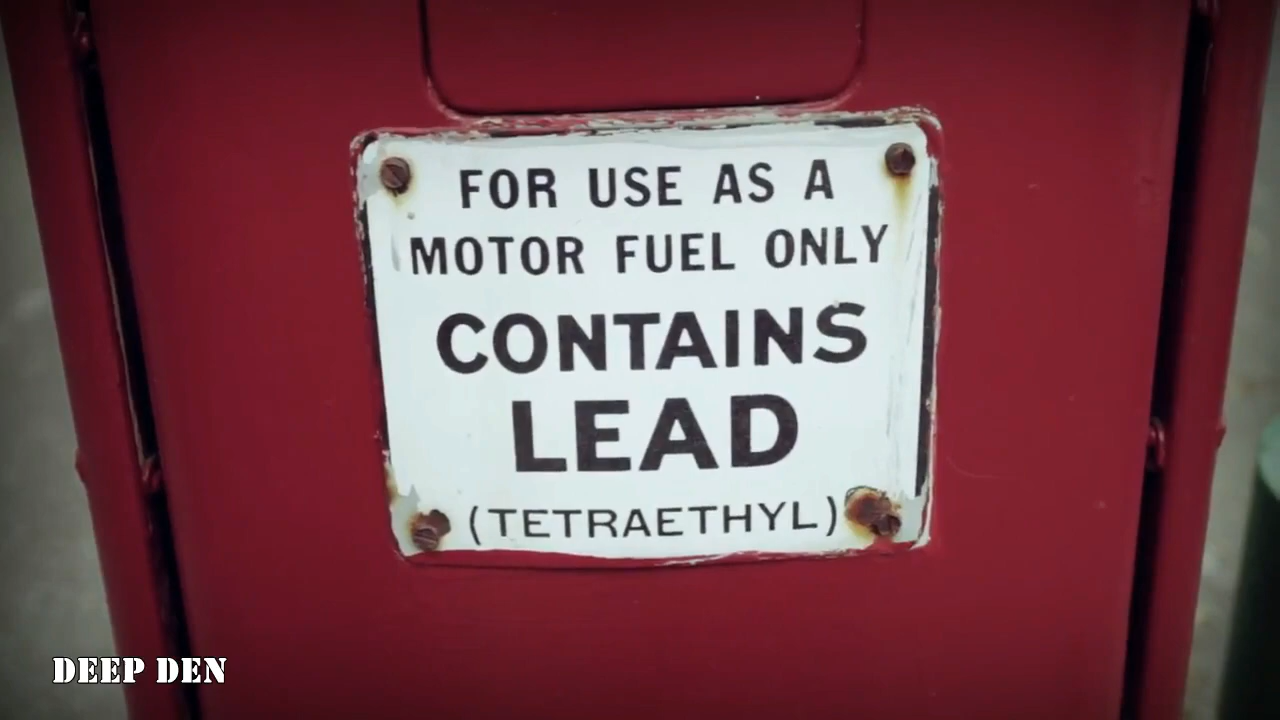 FOR USE AS A
MOTOR FUEL ONLY
CONTAINS
LEAD
(TETRAETHYL)
DEEP DEN